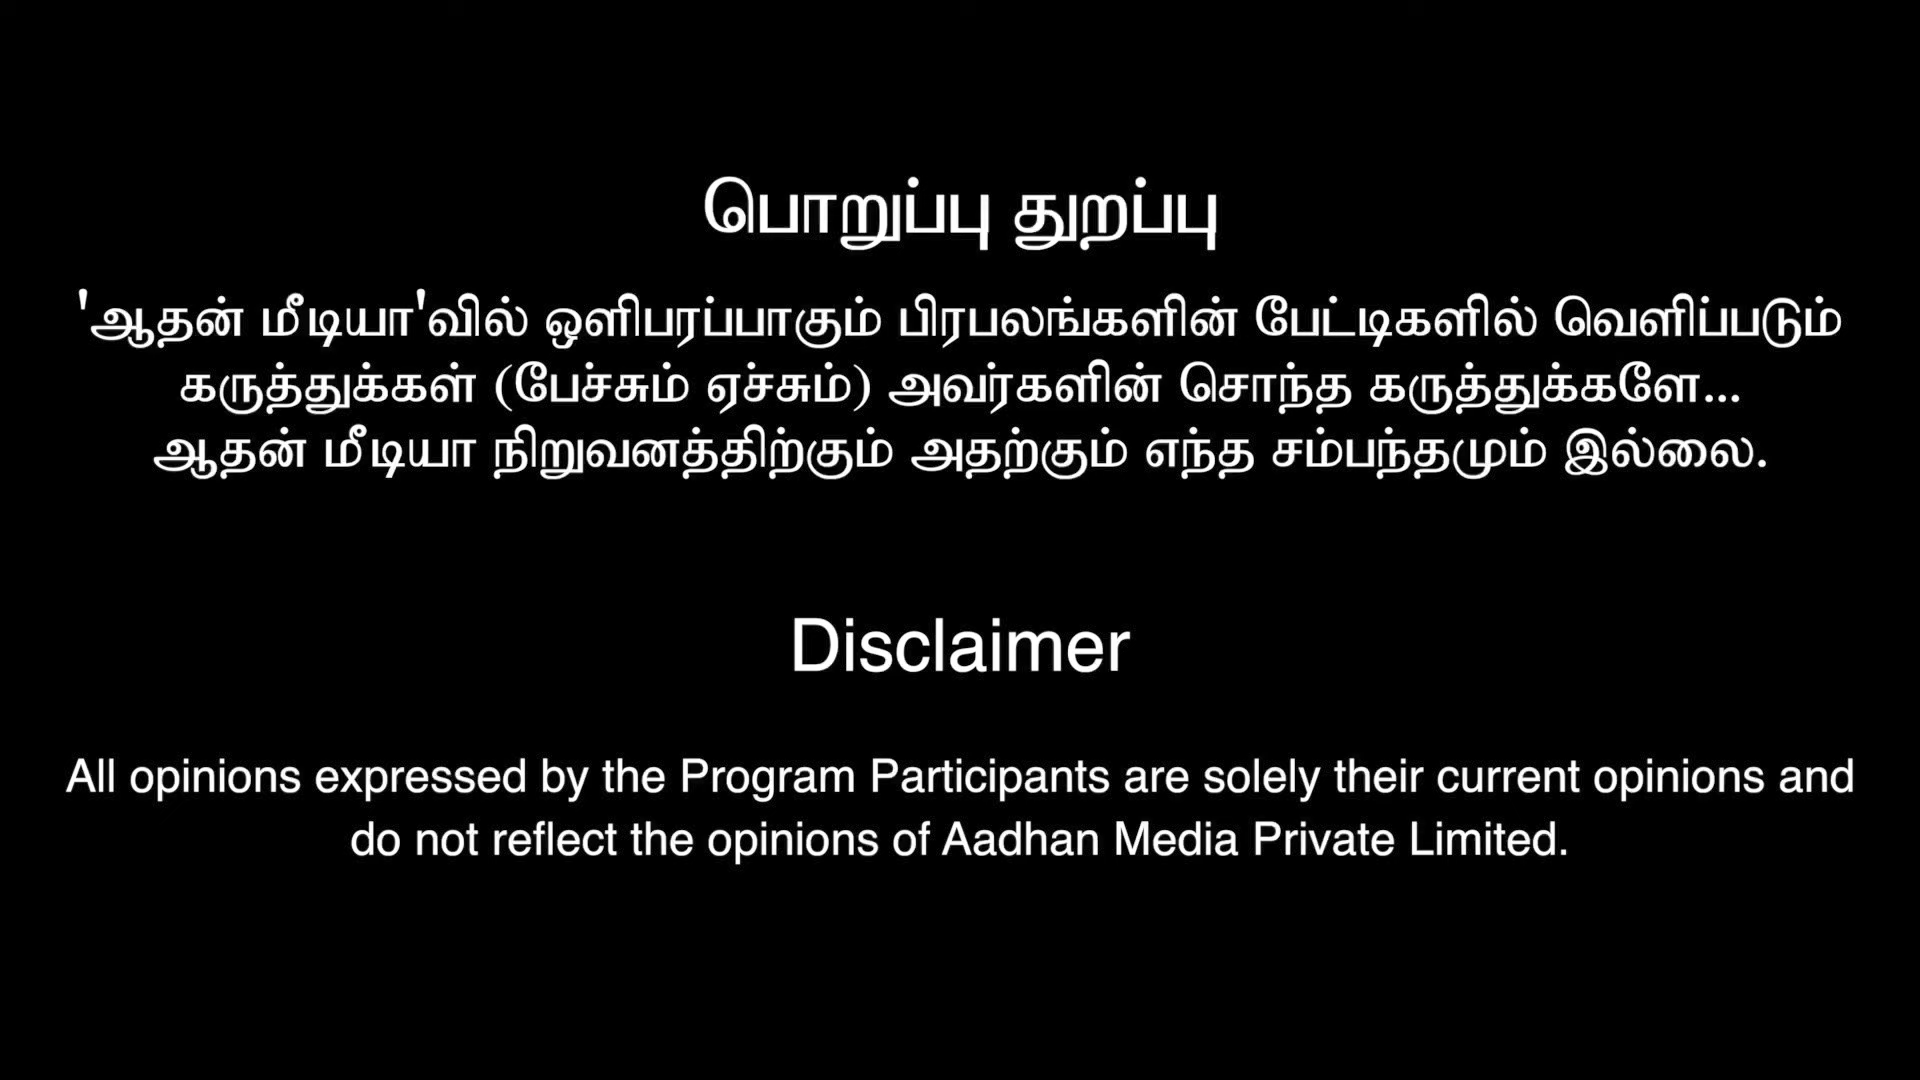 பொறுப்பு துறப்பு
'ஆதன் மீடியா'வில் ஒளிபரப்பாகும் பிரபலங்களின் பேட்டிகளில் வெளிப்படும்
கருத்துக்கள் (பேச்சும் ஏச்சும்) அவர்களின் சொந்த கருத்துக்களே...
ஆதன் மீடியா நிறுவனத்திற்கும் அதற்கும் எந்த சம்பந்தமும் இல்லை.
Disclaimer
All opinions expressed by the Program Participants are solely their current opinions and
do not reflect the opinions of Aadhan Media Private Limited.